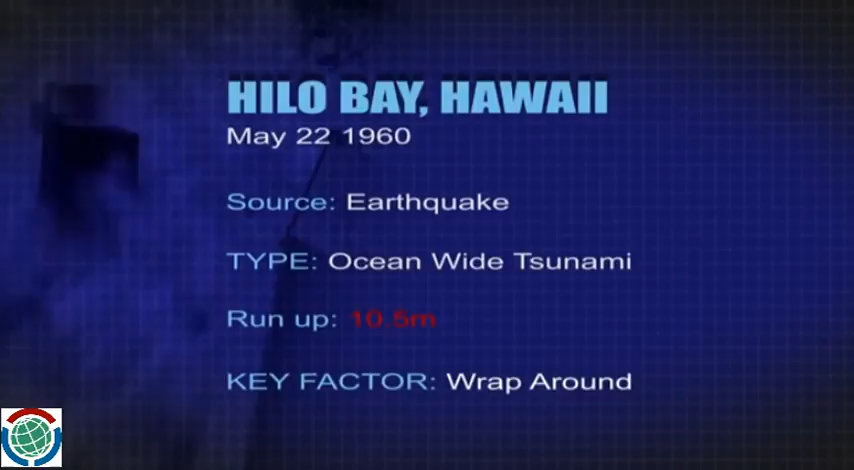 HILO BAY, HAWAII
May 22 1960
Source: Earthquake
TYPE: Ocean Wide Tsunami
Run up: 10.5m
KEY FACTOR: Wrap Around